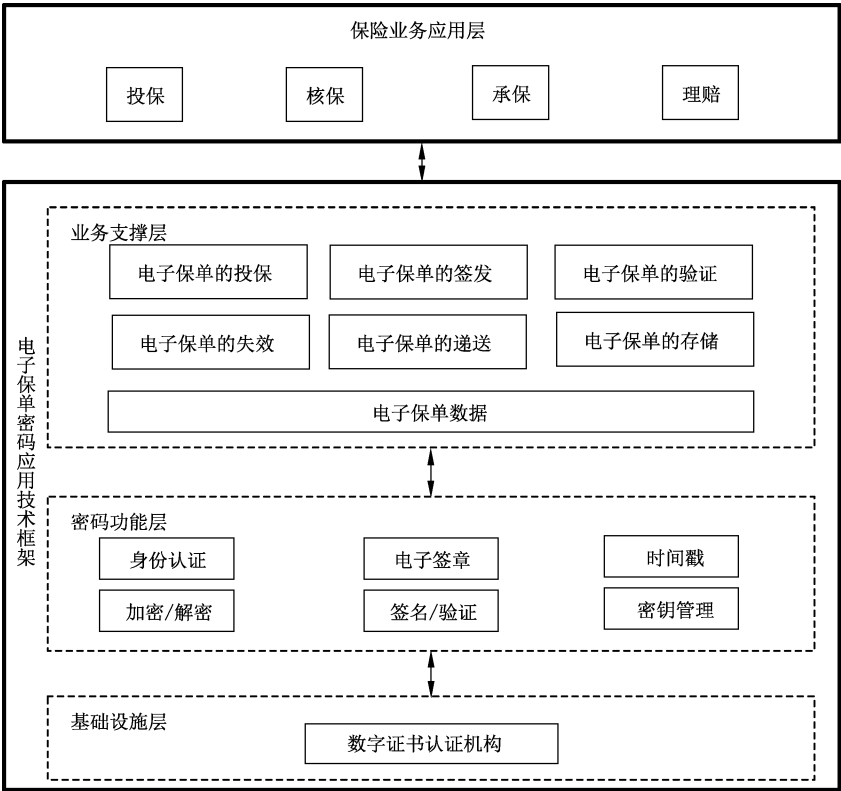 保险业务应用层
投保
核保
承保
理赔
电子保单密码应用技术框架
业务支撑层
电子保单的投保
电子保单的签发
电子保单的验证
电子保单的失效
电子保单的递送
电子保单的存储
电子保单数据
密码功能层
身份认证
电子签章
时间戳
加密/解密
签名/验证
密钥管理
基础设施层
数字证书认证机构